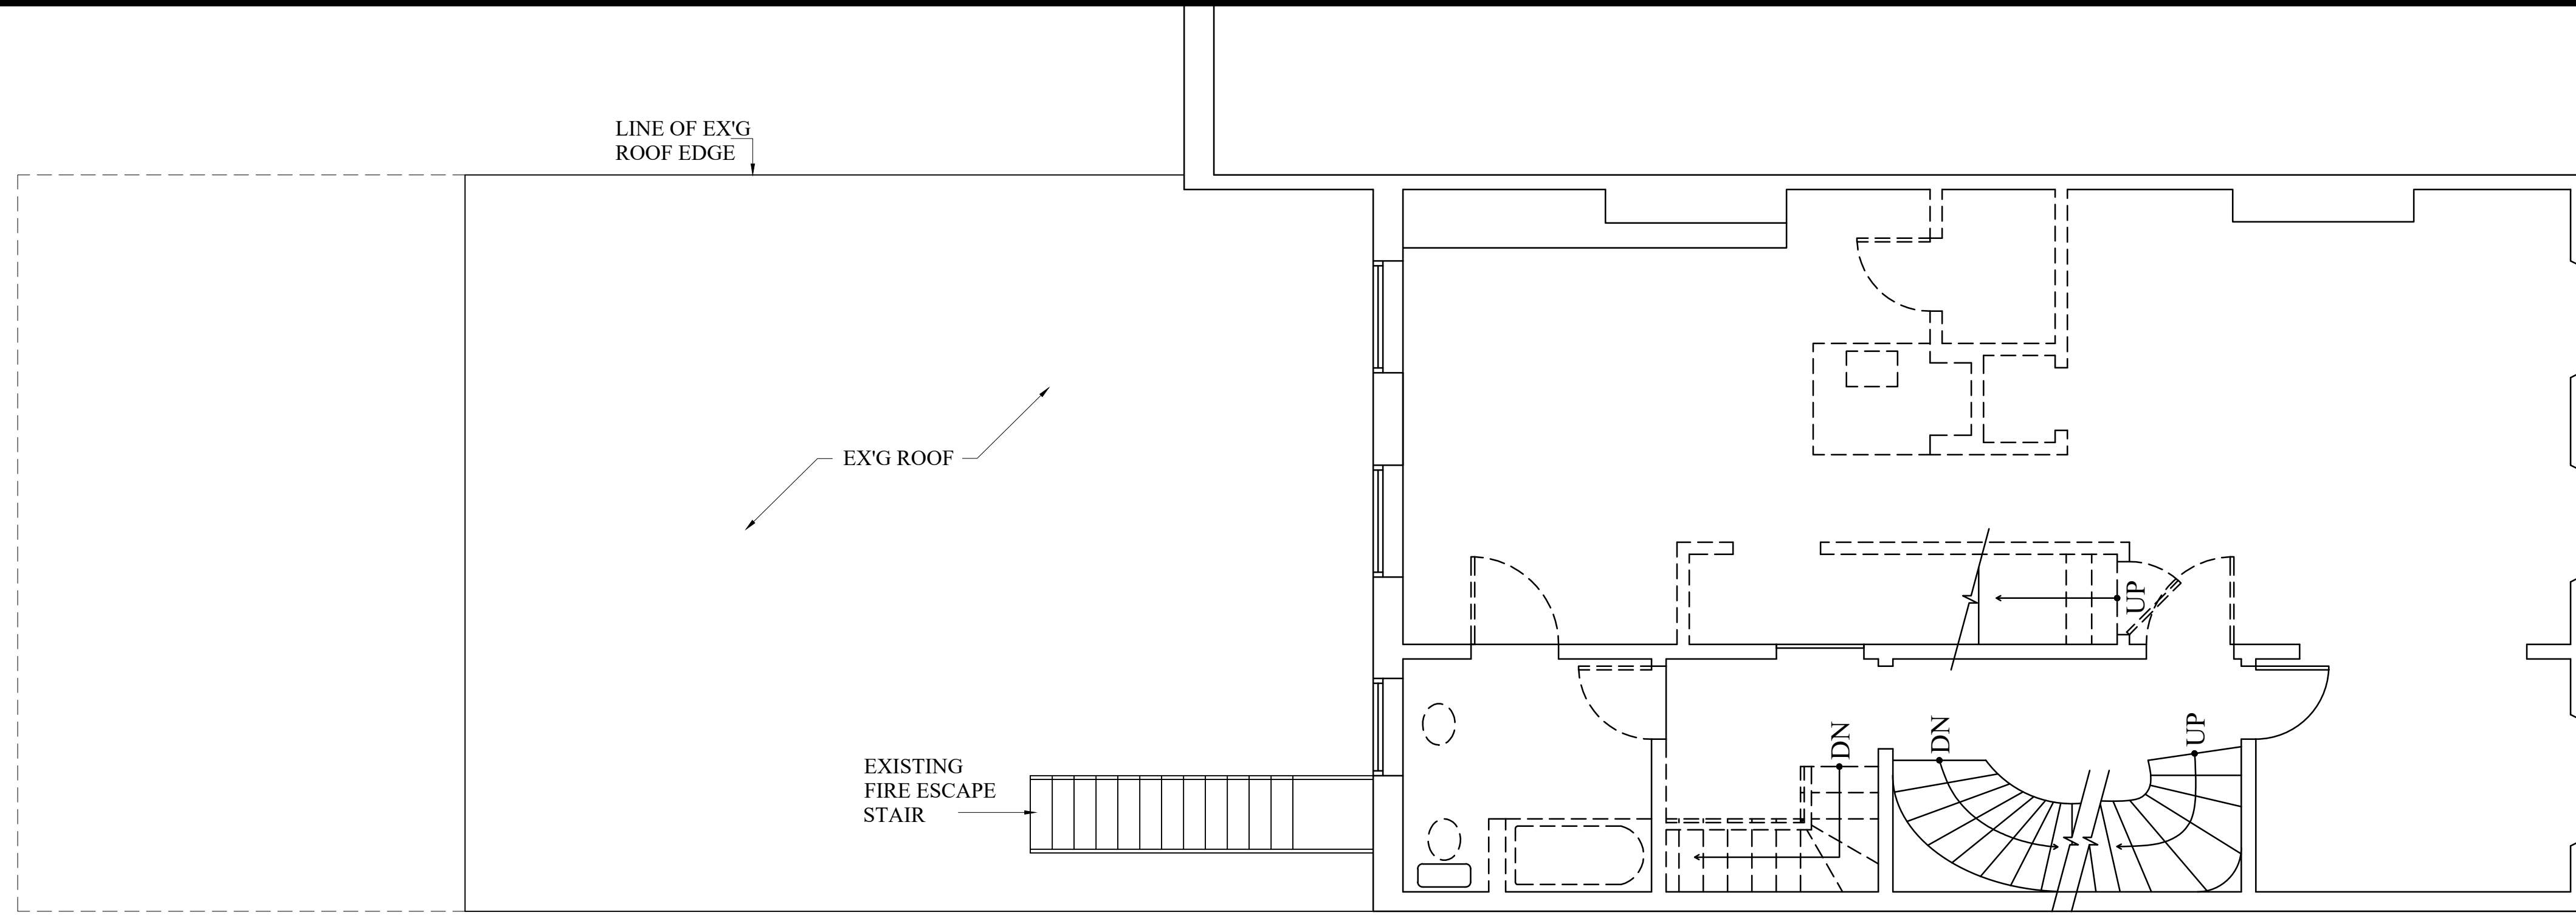 LINE OF EX'G
ROOF EDGE
EX'G ROOF
UP
DN
DN
UP
EXISTING
FIRE ESCAPE
STAIR